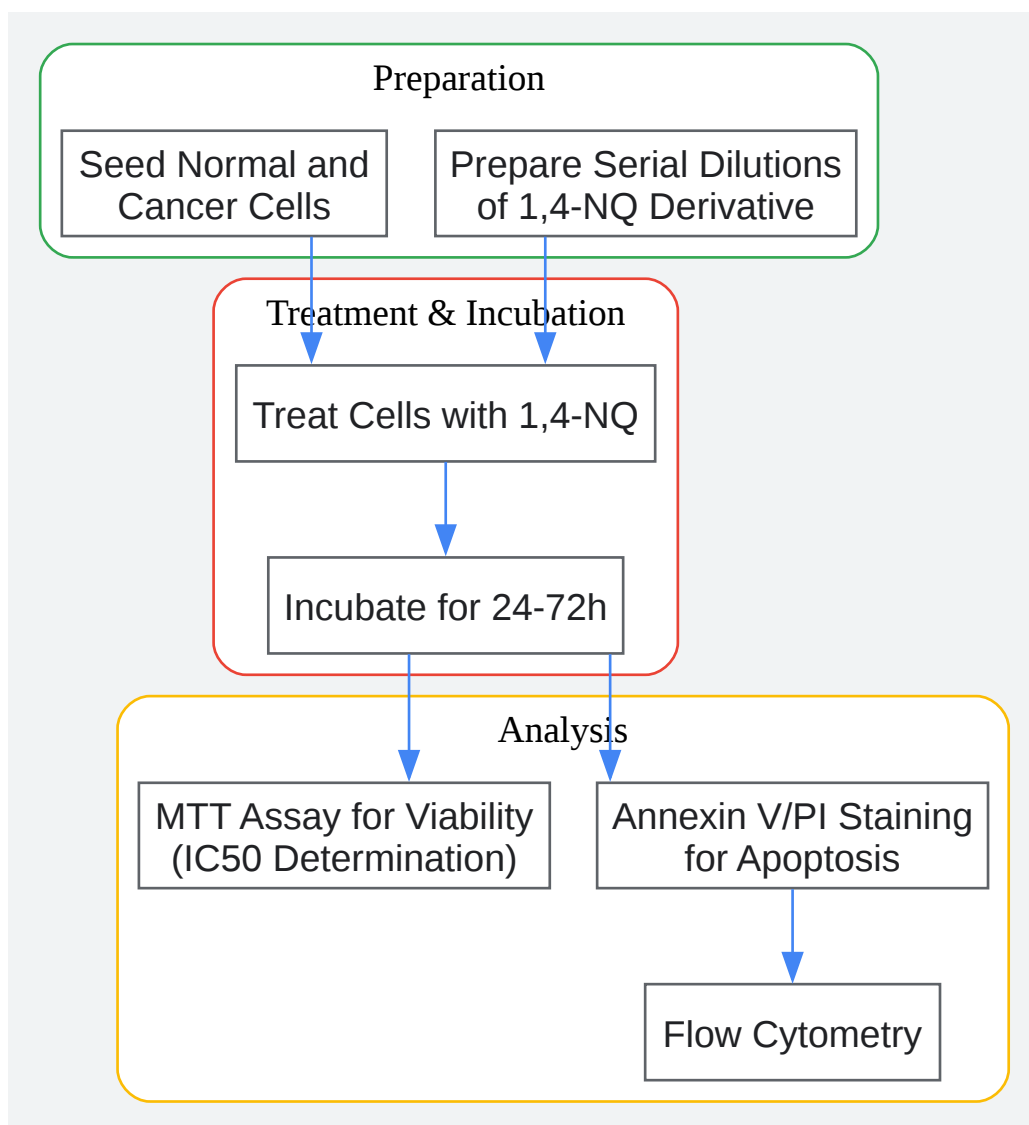 Preparation
Seed Normal and
Cancer Cells
Prepare Serial Dilutions
of 1,4-NQ Derivative
Treatment & Incubation
Treat Cells with 1,4-NQ
Incubate for 24-72h
Analysis
MTT Assay for Viability
(IC50 Determination)
Annexin V/PI Staining
for Apoptosis
Flow Cytometry